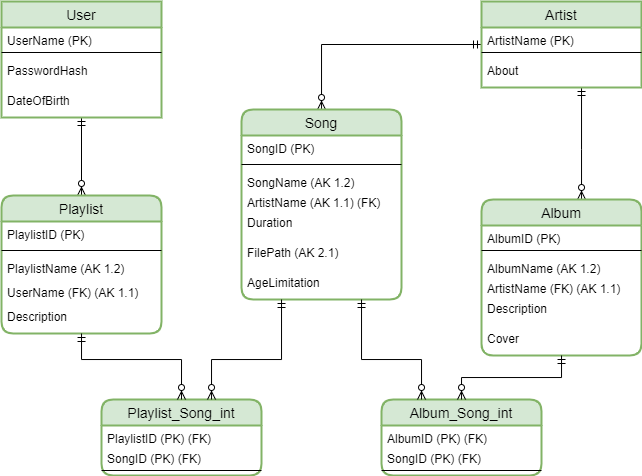 User
UserName (PK)
PasswordHash
DateOfBirth
Artist
ArtistName (PK)
About
Song
SongID (PK)
SongName (AK 1.2)
ArtistName (AK 1.1) (FK)
Duration
FilePath (AK 2.1)
AgeLimitation
Playlist
PlaylistID (PK)
PlaylistName (AK 1.2)
UserName (FK) (AK 1.1)
Description
Album
AlbumID (PK)
AlbumName (AK 1.2)
ArtistName (FK) (AK 1.1)
Description
Cover
Playlist_Song_int
PlaylistID (PK) (FK)
SongID (PK) (FK)
Album_Song_int
AlbumID (PK) (FK)
SongID (PK) (FK)